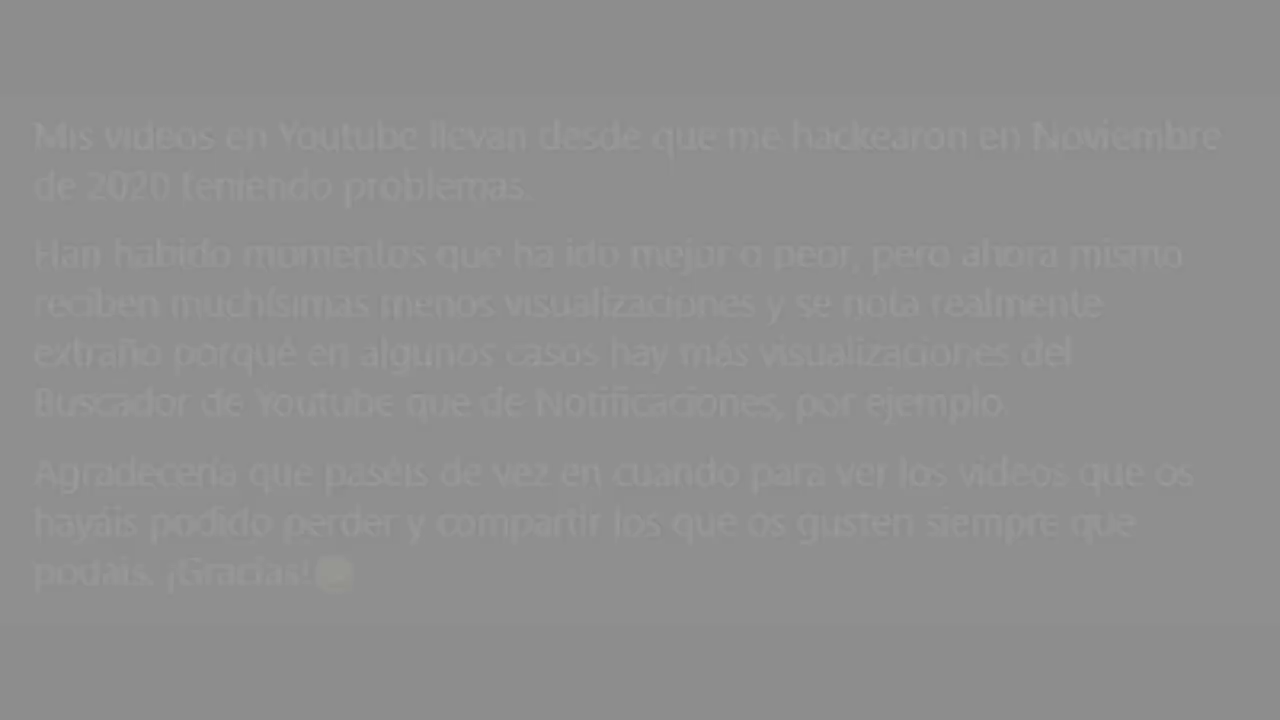 Mis videos en Youtube llevan desde que me hackearon en Noviembre
de 2020 teniendo problemas.
Han habido momentos que ha ido mejor o peor, pero ahora mismo
reciben muchísimas menos visualizaciones y se nota realmente
extraño porqué en algunos casos hay más visualizaciones del
Buscador de Youtube que de Notificaciones, por ejemplo.
Agradecería que paséis de vez en cuando para ver los videos que os
hayáis podido perder y compartir los que os gusten siempre que
podáis. ¡Gracias!